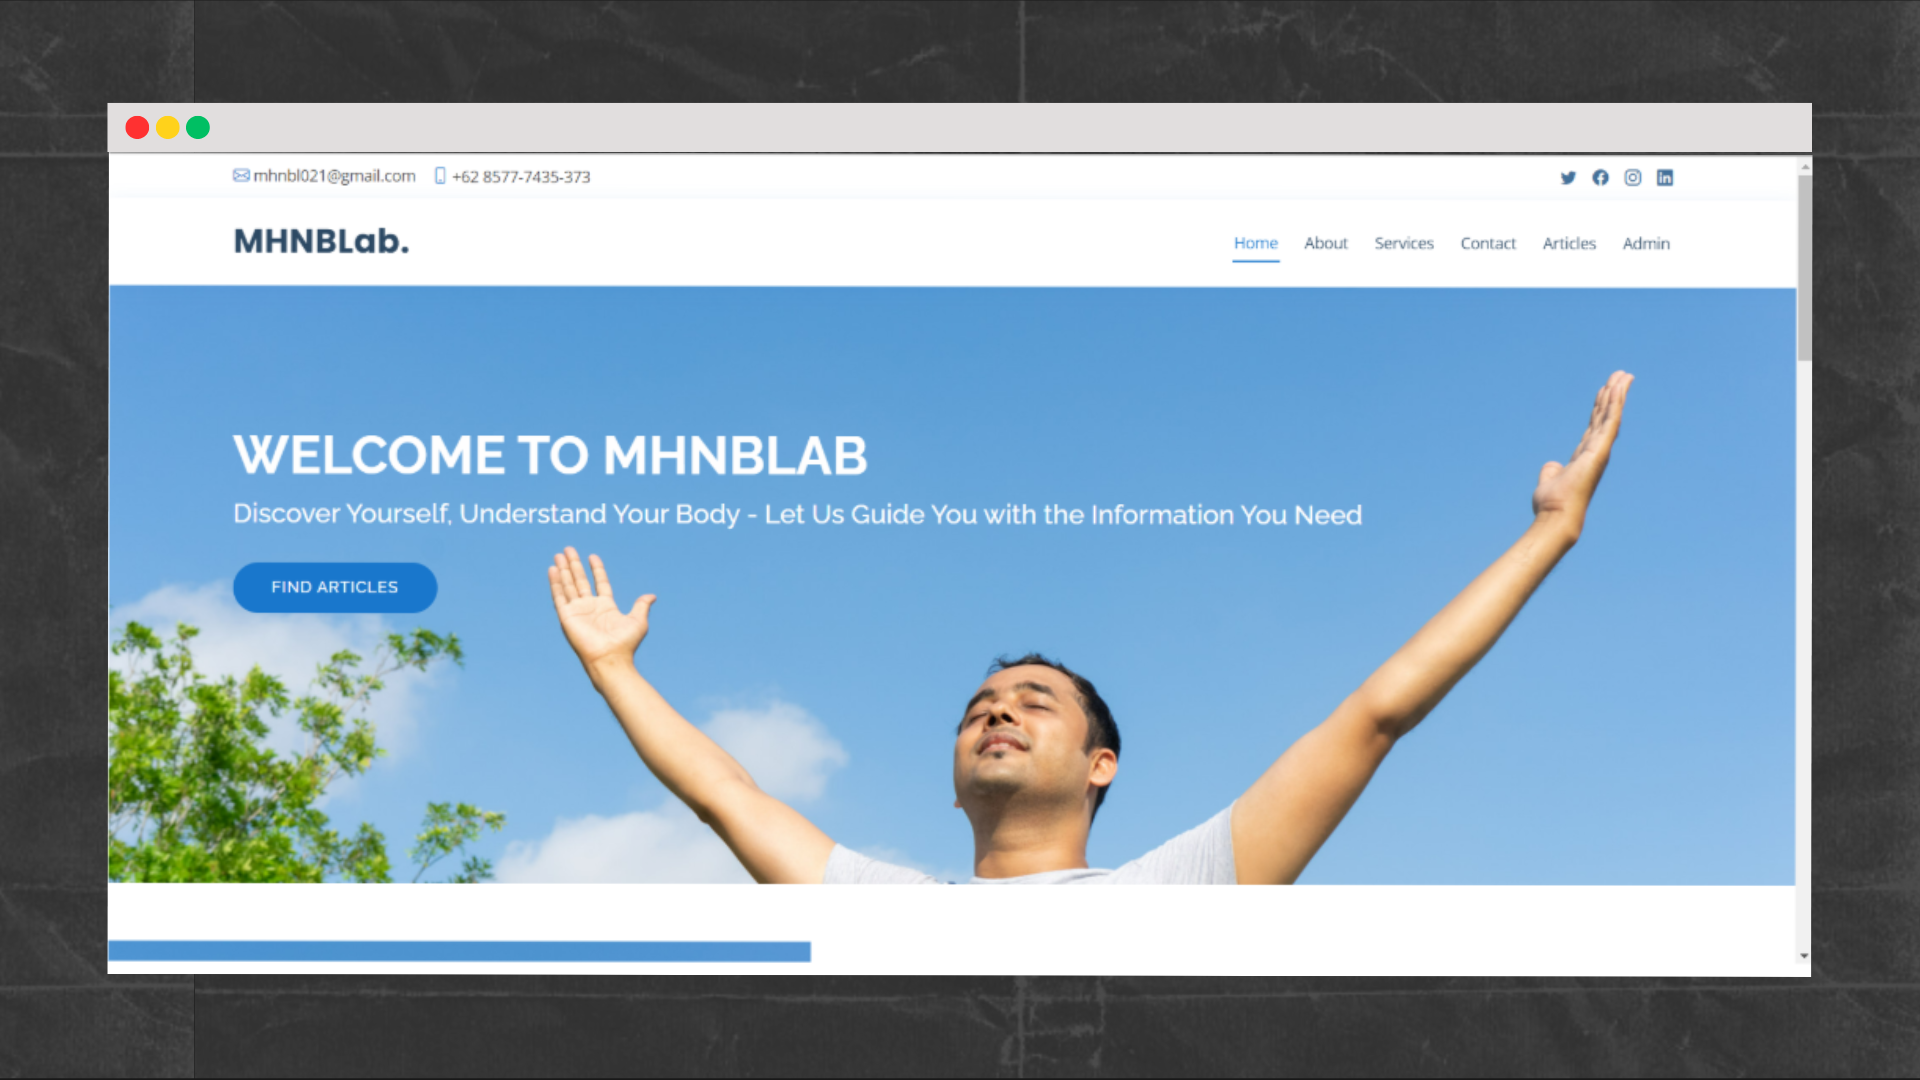 mhnbl021@gmail.com +62 8577-7435-373
MHNBLab.
Home About Services Contact Articles Admin
WELCOME TO MHNBLAB
Discover Yourself, Understand Your Body - Let Us Guide You with the Information You Need
FIND ARTICLES